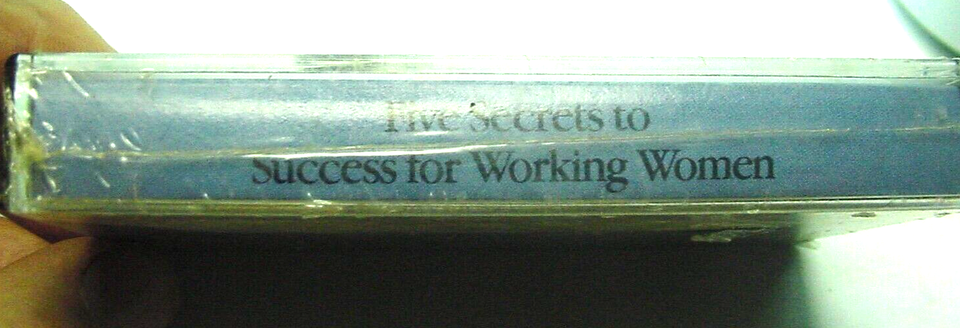 Five Secrets to
Success for Working Women